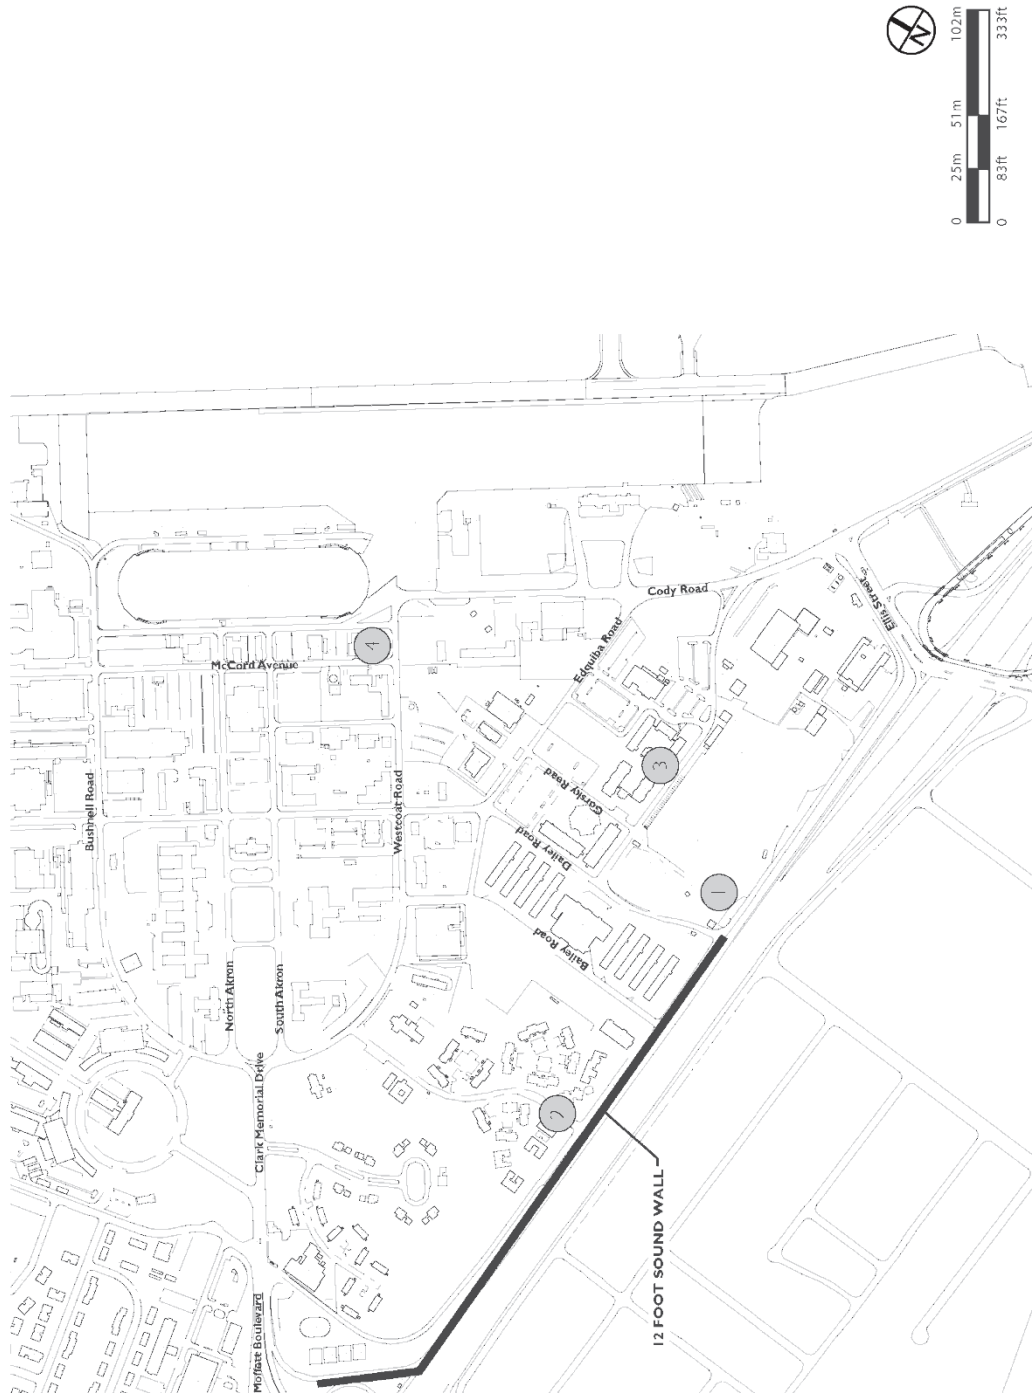 N
0 25m 51m 102m
0 83ft 167ft 333ft
Cody Road
Ellis Street
Edquiba Road
McCord Avenue
4
3
Gorsky Road
Bushnell Road
Westcoat Road
Dailey Road
1
Bailey Road
North Akron
South Akron
Clark Memorial Drive
2
12 FOOT SOUND WALL
Moffatt Boulevard